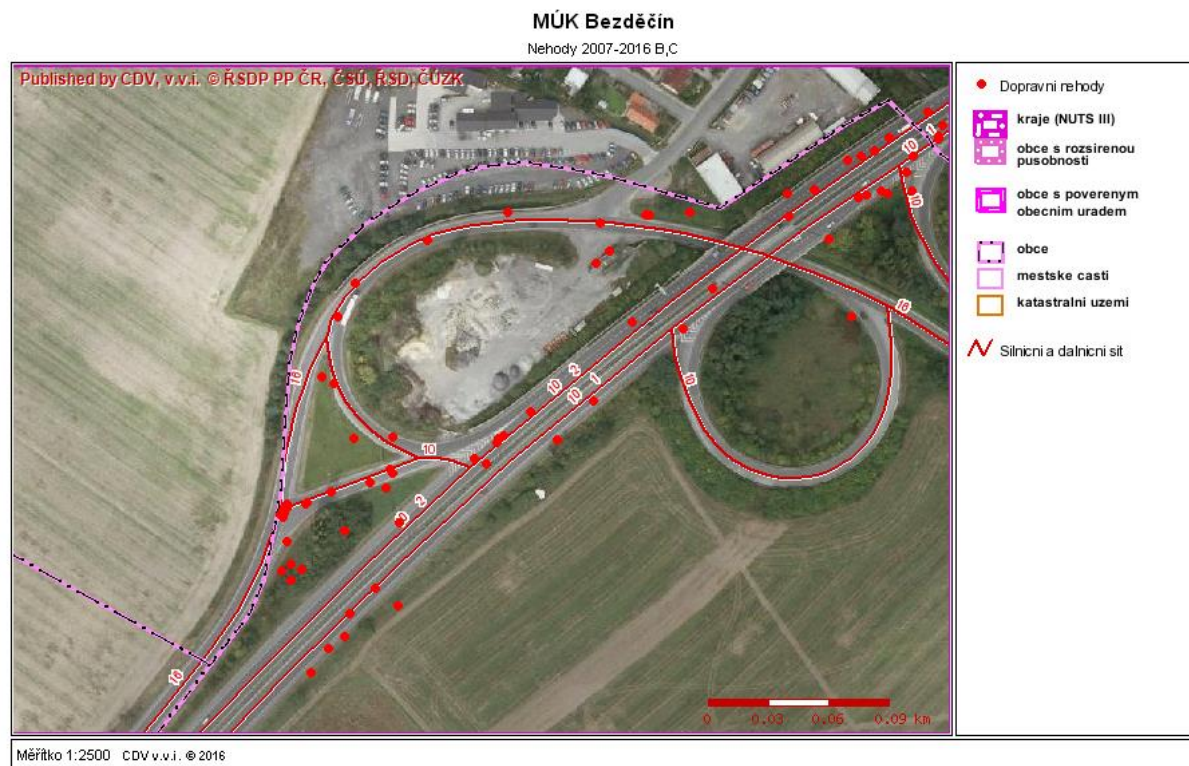 MÚK Bezděčín
Nehody 2007-2016 B,C
Published by CDV, v.v.i. © ŘSDP PP ČR, ČSÚ, ŘSD, ČÚZK
Dopravni nehody
kraje (NUTS III)
obce s rozsirenou
pusobnosti
obce s poverenym
obecnim uradem
obce
mestske casti
katastralni uzemi
Silnicni a dalnicni sit
1
10
10
16
16
10
2
10
1
10
10
2
16
0
0.03
0.06
0.09 km
Měřítko 1:2500 CDV v.v.i. © 2016